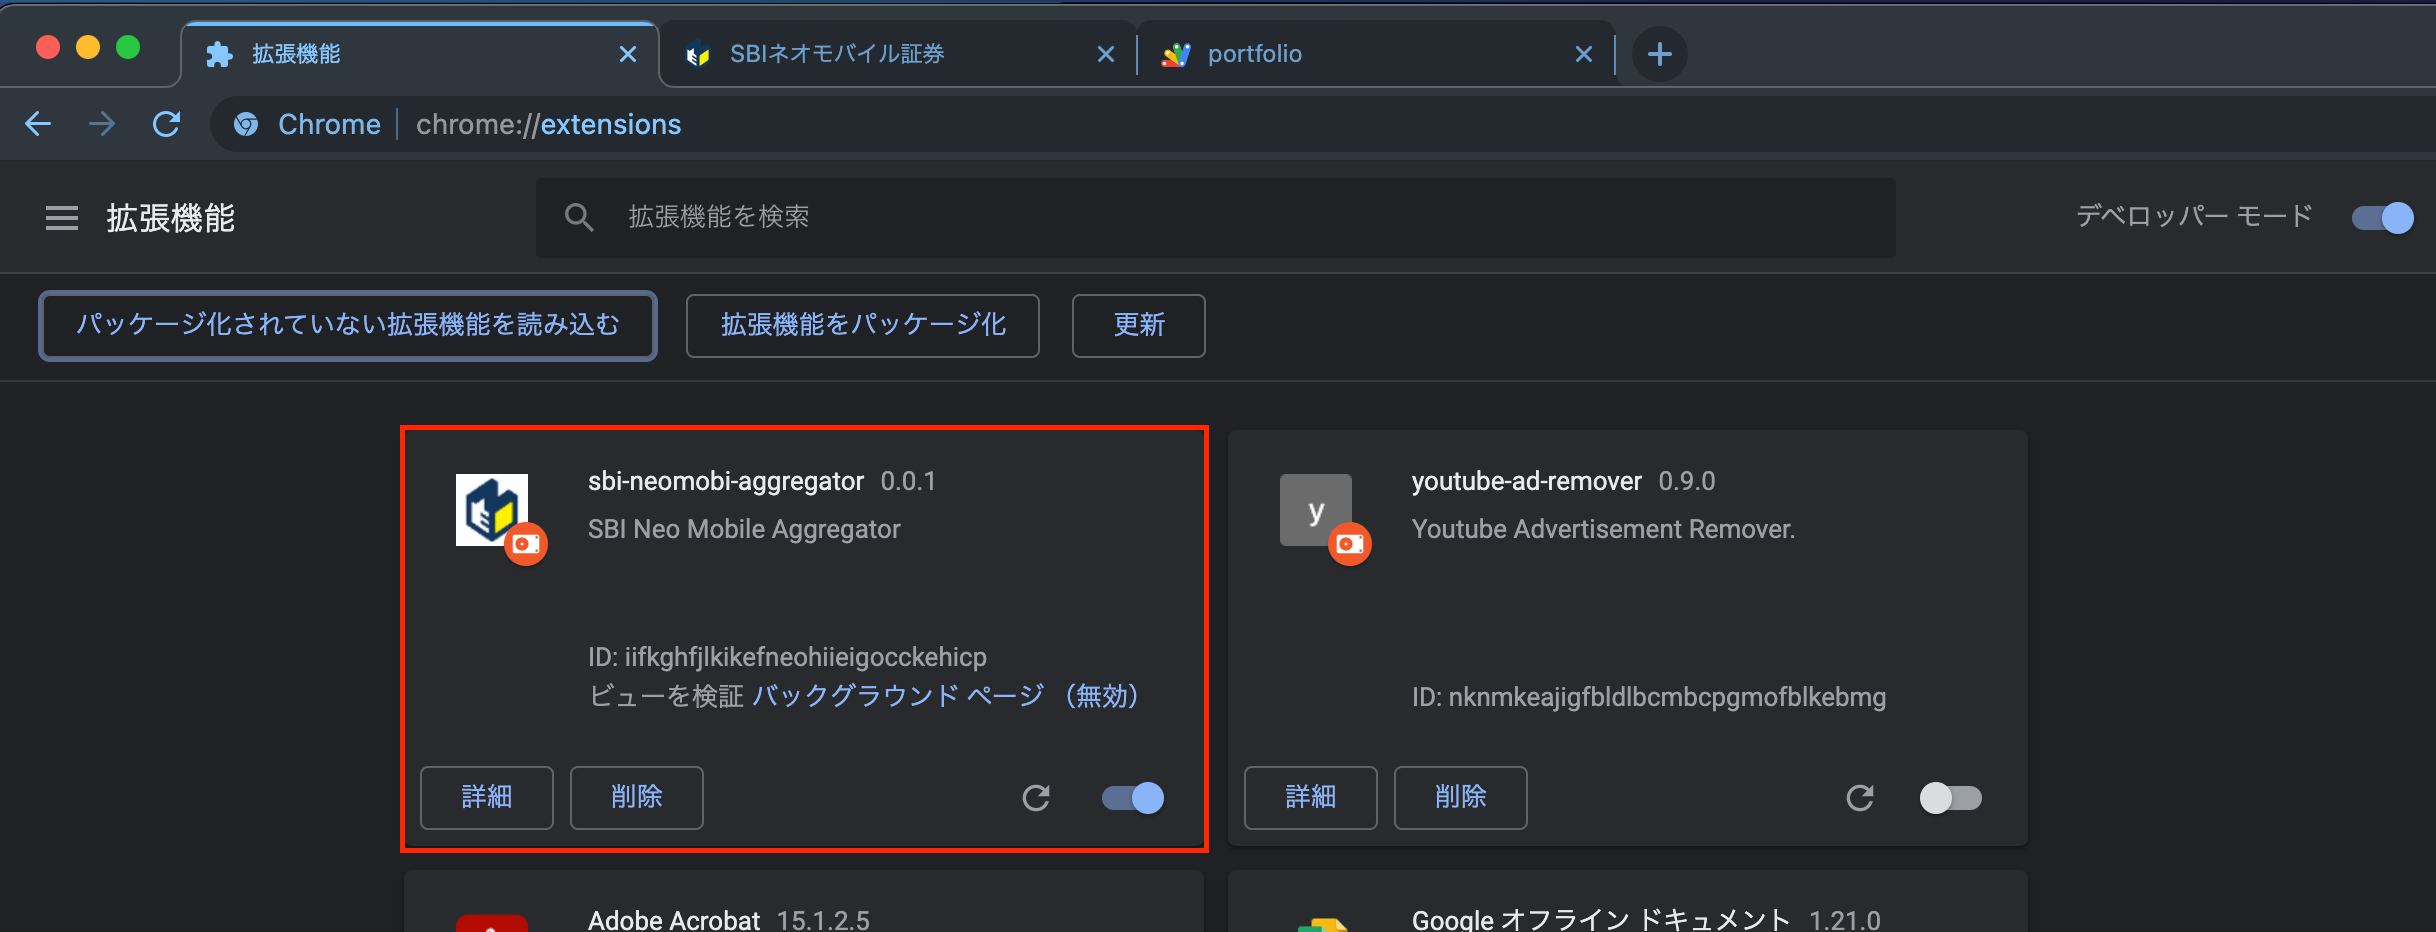 拡張機能
SBIネオモバイル証券
portfolio
Chrome
chrome://extensions
拡張機能
拡張機能を検索
デベロッパー モード
パッケージ化されていない拡張機能を読み込む
拡張機能をパッケージ化
更新
sbi-neomobi-aggregator 0.0.1
SBI Neo Mobile Aggregator
ID: iifkghfjlkikefneohiieigocckehicp
ビューを検証 バックグラウンド ページ （無効）
詳細
削除
y
youtube-ad-remover 0.9.0
Youtube Advertisement Remover.
ID: nknmkeajigfbldlbcmbcpgmofblkebmg
詳細
削除
Adobe Acrobat 15.1.2.5
Google オフライン ドキュメント 1.21.0